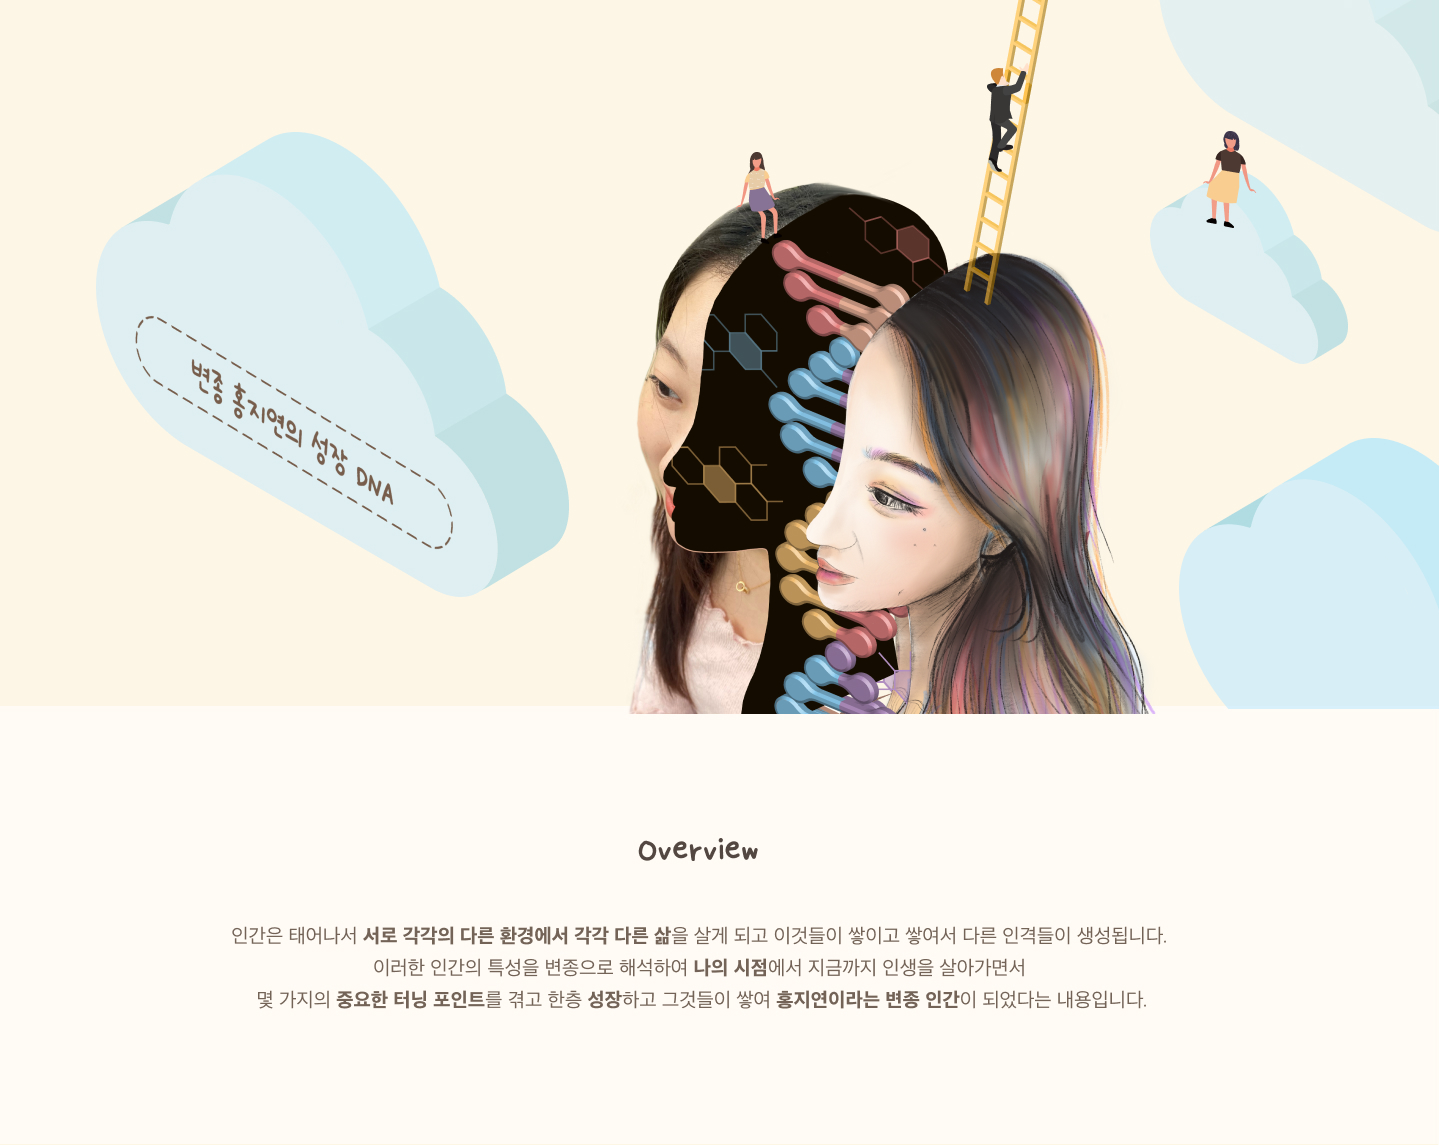 변종 홍지연의 성장 DNA
Overview
인간은 태어나서 서로 각각의 다른 환경에서 각각 다른 삶을 살게 되고 이것들이 쌓이고 쌓여서 다른 인격들이 생성됩니다.
이러한 인간의 특성을 변종으로 해석하여 나의 시점에서 지금까지 인생을 살아가면서
몇 가지의 중요한 터닝 포인트를 겪고 한층 성장하고 그것들이 쌓여 홍지연이라는 변종 인간이 되었다는 내용입니다.